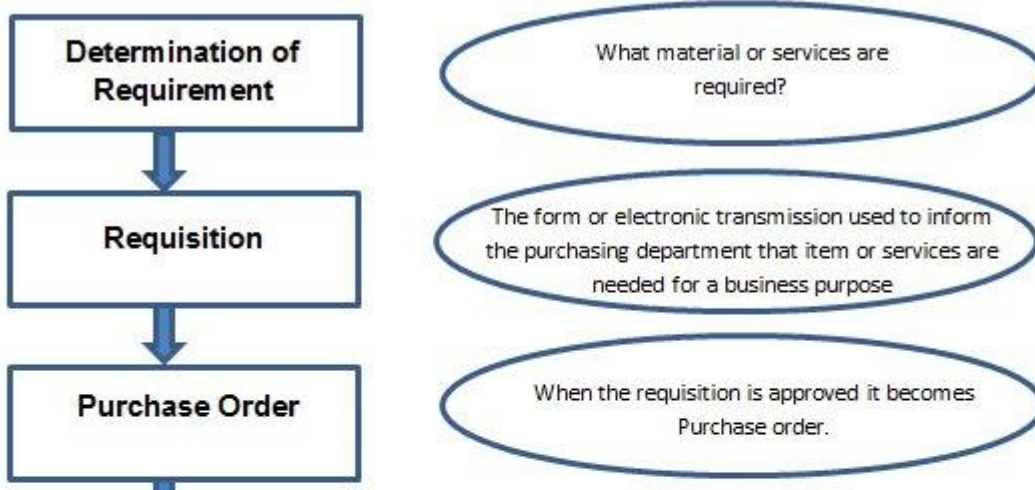 Determination of
Requirement
What material or services are
required?
Requisition
The form or electronic transmission used to inform
the purchasing department that item or services are
needed for a business purpose
Purchase Order
When the requisition is approved it becomes
Purchase order.